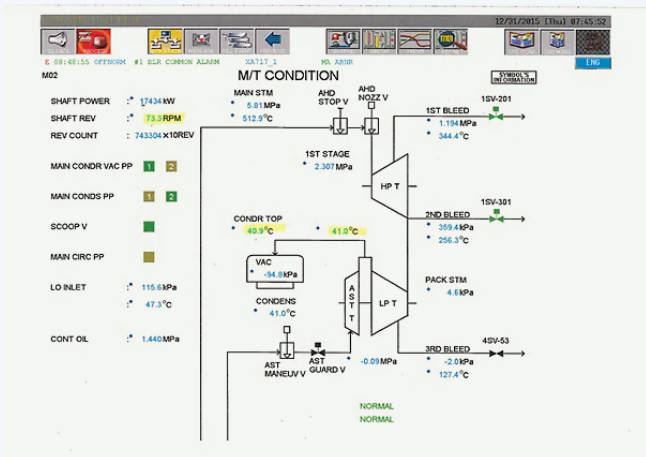 12/31/2015 (Thu) 07:45:52
E 08:48:55 OFFNORM #1 BLR COMMON ALARM XA717_1 MA ABNR
ENG
M02
M/T CONDITION
SYMBOL'S INFORMATION
SHAFT POWER : 17434 kW
SHAFT REV : 73.3 RPM
REV COUNT : 743304 ×10REV
MAIN CONDR VAC PP 1 2
MAIN CONDS PP 1 2
SCOOP V
MAIN CIRC PP
LO INLET : 115.6 kPa
: 47.3°C
CONT OIL : 1.440 MPa
MAIN STM
5.81 MPa
512.9°C
AHD
STOP V
AHD
NOZZ V
1ST STAGE
2.307 MPa
HP T
1ST BLEED
1.194 MPa
344.4°C
1SV-201
2ND BLEED
359.4 kPa
256.3°C
1SV-301
CONDR TOP
40.9°C
41.0°C
VAC
-94.8 kPa
CONDENS
41.0°C
AST T
LP T
PACK STM
4.6 kPa
AST
MANEUV V
AST
GUARD V
-0.09 MPa
3RD BLEED
-2.0 kPa
127.4°C
4SV-53
NORMAL
NORMAL